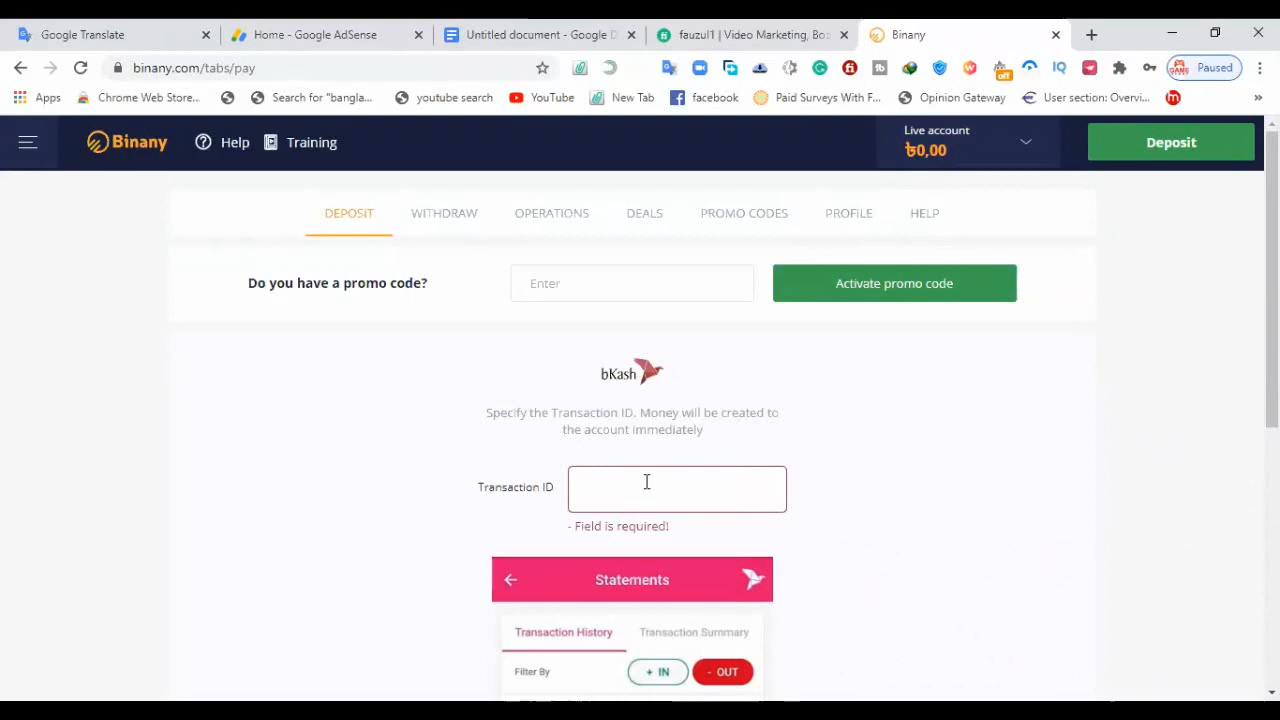 Google Translate
Home - Google AdSense
Untitled document - Google D
fauzul1 | Video Marketing, Bo
Binany
binany.com/tabs/pay
off
IQ
Paused
Apps
Chrome Web Store...
Search for "bangla...
youtube search
YouTube
New Tab
facebook
Paid Surveys With F...
Opinion Gateway
User section: Overvi...
Binany
Help
Training
Live account
৳0,00
Deposit
DEPOSIT
WITHDRAW
OPERATIONS
DEALS
PROMO CODES
PROFILE
HELP
Do you have a promo code?
Enter
Activate promo code
bKash
Specify the Transaction ID. Money will be created to
the account immediately
Transaction ID
- Field is required!
Statements
Transaction History
Transaction Summary
Filter By
+ IN
- OUT